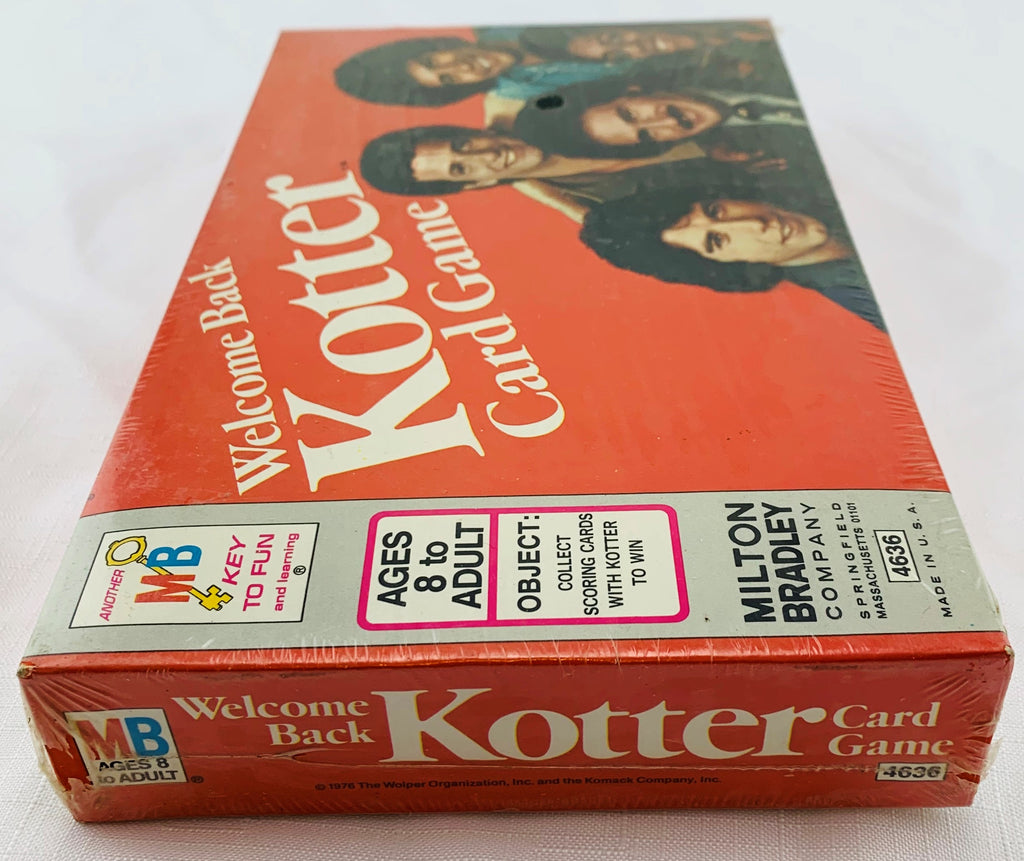 Welcome Back
Kotter
Card Game
ANOTHER
MB
KEY
TO FUN
and learning
®
AGES
8 to
ADULT
OBJECT:
COLLECT
SCORING CARDS
WITH KOTTER
TO WIN
MILTON
BRADLEY
COMPANY
SPRINGFIELD
MASSACHUSETTS 01101
4636
MADE IN U.S.A.
MB
AGES 8
to ADULT ®
Welcome
Back
Kotter
Card
Game
4636
© 1976 The Wolper Organization, Inc. and the Komack Company, Inc.